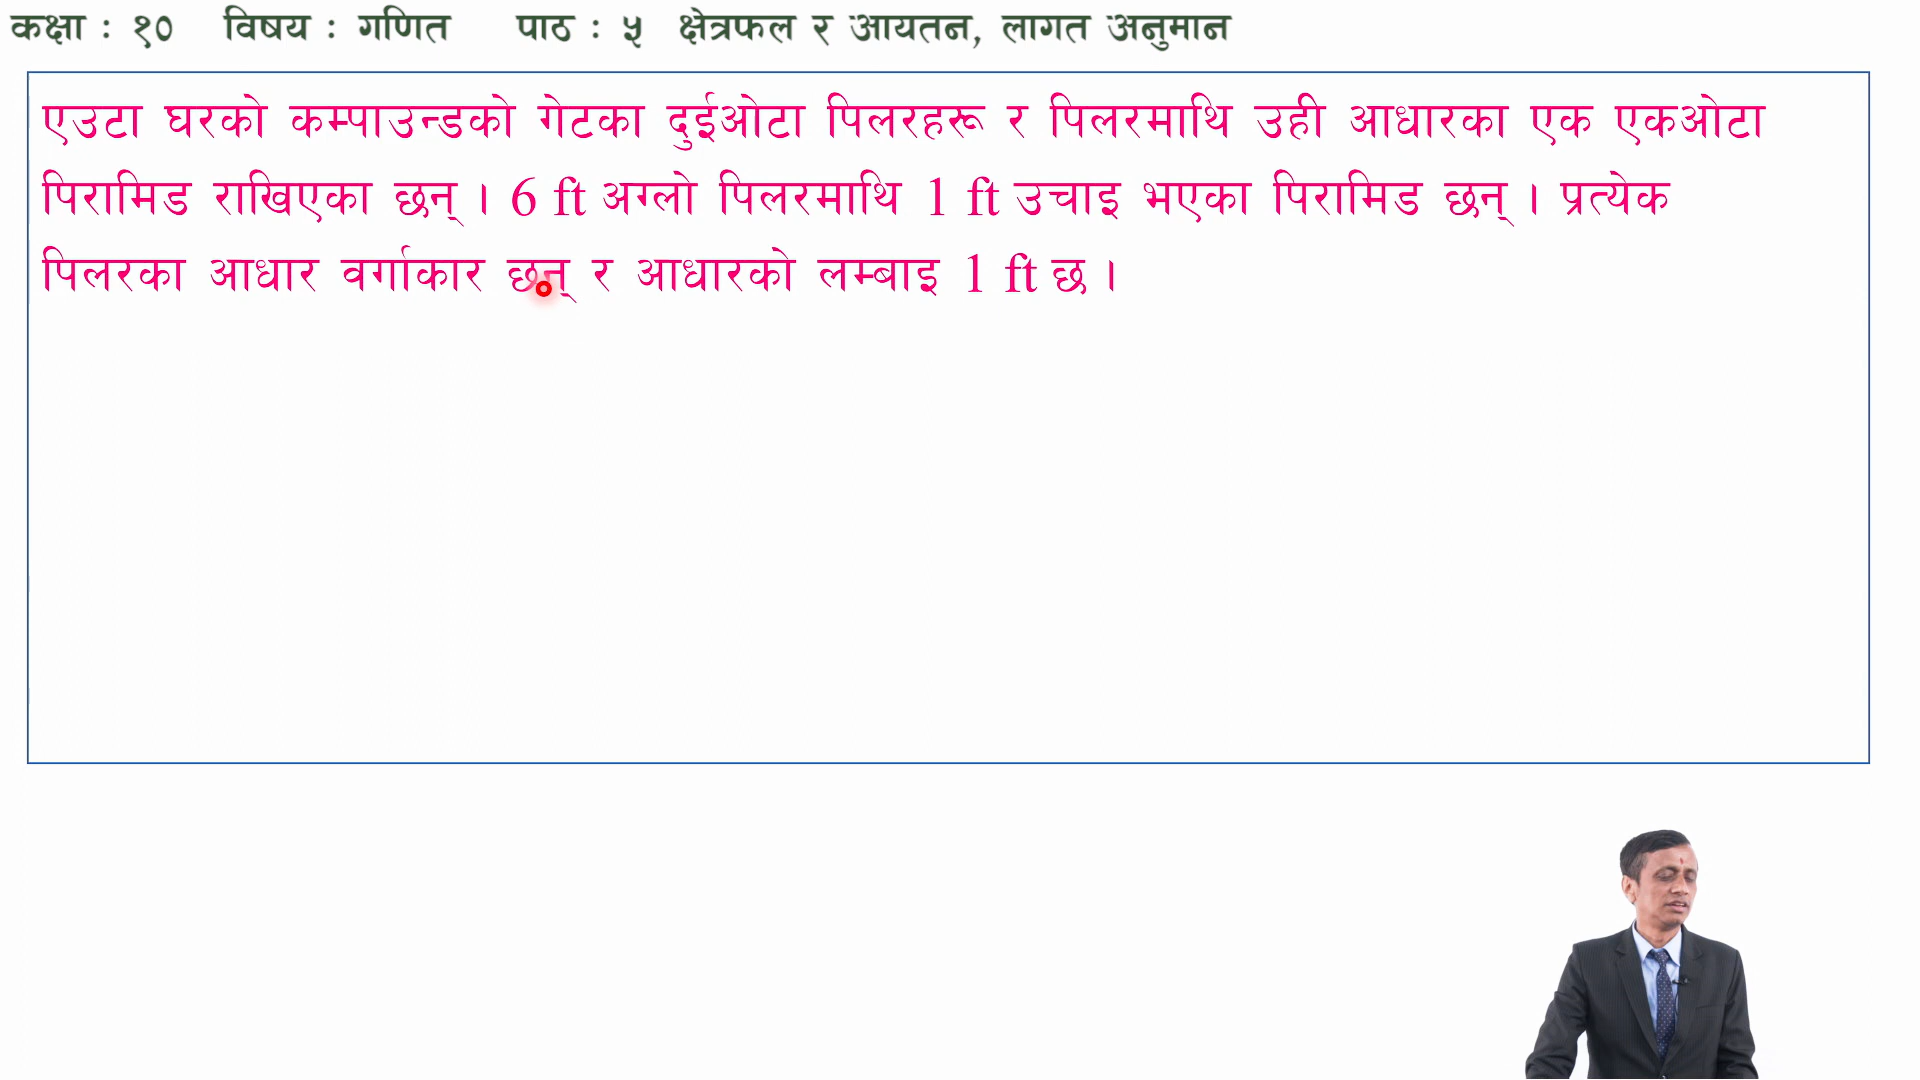 कक्षा : १० विषय : गणित पाठ : ५ क्षेत्रफल र आयतन, लागत अनुमान
एउटा घरको कम्पाउन्डको गेटका दुईओटा पिलरहरू र पिलरमाथि उही आधारका एक एकओटा
पिरामिड राखिएका छन् । 6 ft अग्लो पिलरमाथि 1 ft उचाइ भएका पिरामिड छन् । प्रत्येक
पिलरका आधार वर्गाकार छन् र आधारको लम्बाइ 1 ft छ ।